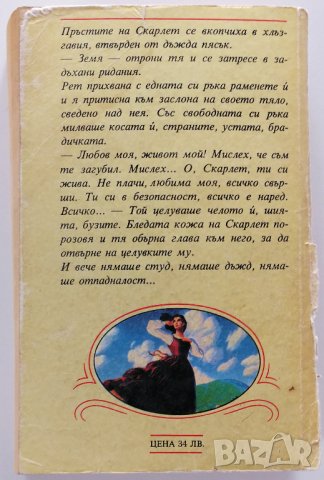 Пръстите на Скарлет се вкопчиха в хлъз-
гавия, втвърден от дъжда пясък.
— Земя — отрони тя и се затресе в за-
дъхани ридания.
Рет прихвана с едната си ръка раменете ѝ
и я притисна към заслона на своето тяло,
сведено над нея. Със свободната си ръка
милваше косата ѝ, страните, устата, бра-
дичката.
— Любов моя, живот мой! Мислех, че съм
те загубил. Мислех... О, Скарлет, ти си
жива. Не плачи, любима моя, всичко свър-
ши. Ти си в безопасност, всичко е наред.
Всичко... — Той целуваше челото ѝ, ши-
ята, бузите. Бледата кожа на Скарлет по-
розовя и тя обърна глава към него, за да
отвърне на целувките му.
И вече нямаше студ, нямаше дъжд, няма-
ше отпадналост...
ЦЕНА 34 ЛВ.
BAZAR
bg